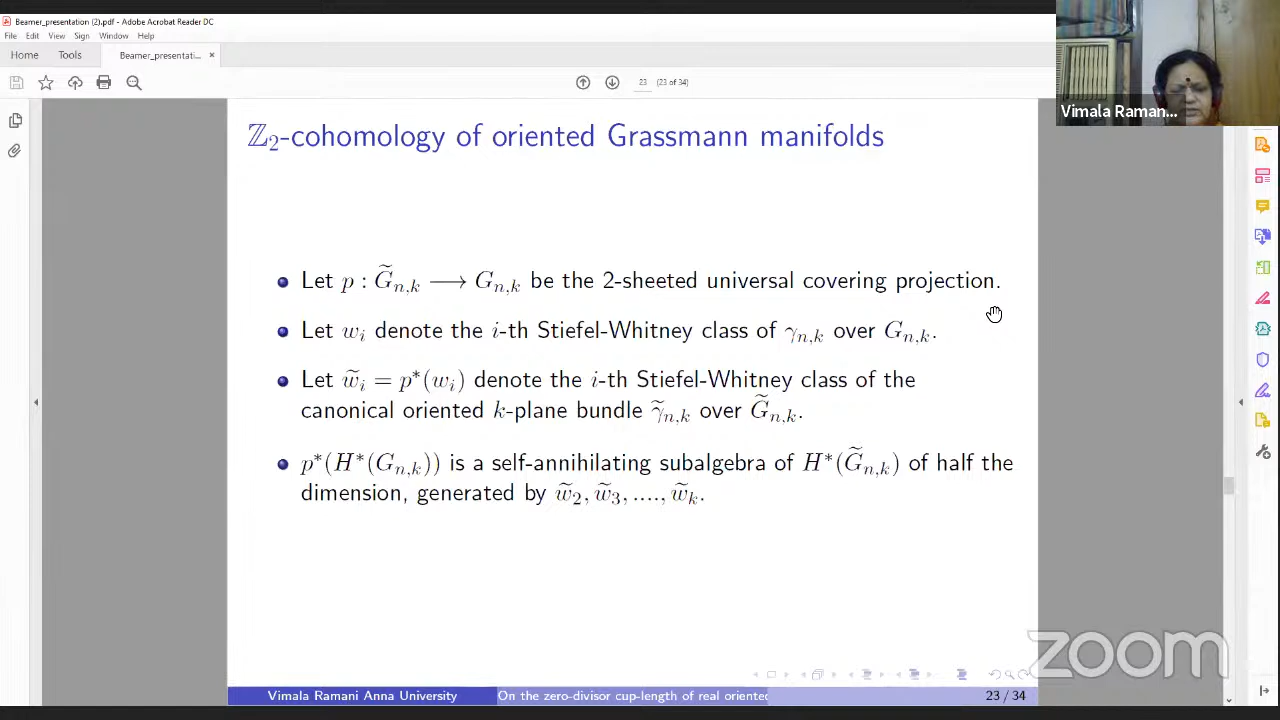 Beamer_presentation (2).pdf - Adobe Acrobat Reader DC
File Edit View Sign Window Help
Home Tools Beamer_presentati... ×
23 (23 of 34)
Vimala Raman...
ℤ₂-cohomology of oriented Grassmann manifolds
Let p : G̃ₙ,ₖ ⟶ Gₙ,ₖ be the 2-sheeted universal covering projection.
Let wᵢ denote the i-th Stiefel-Whitney class of γₙ,ₖ over Gₙ,ₖ.
Let w̃ᵢ = p*(wᵢ) denote the i-th Stiefel-Whitney class of the
canonical oriented k-plane bundle γ̃ₙ,ₖ over G̃ₙ,ₖ.
p*(H*(Gₙ,ₖ)) is a self-annihilating subalgebra of H*(G̃ₙ,ₖ) of half the
dimension, generated by w̃₂, w̃₃, ...., w̃ₖ.
zoom
Vimala Ramani Anna University On the zero-divisor cup-length of real oriented 23 / 34